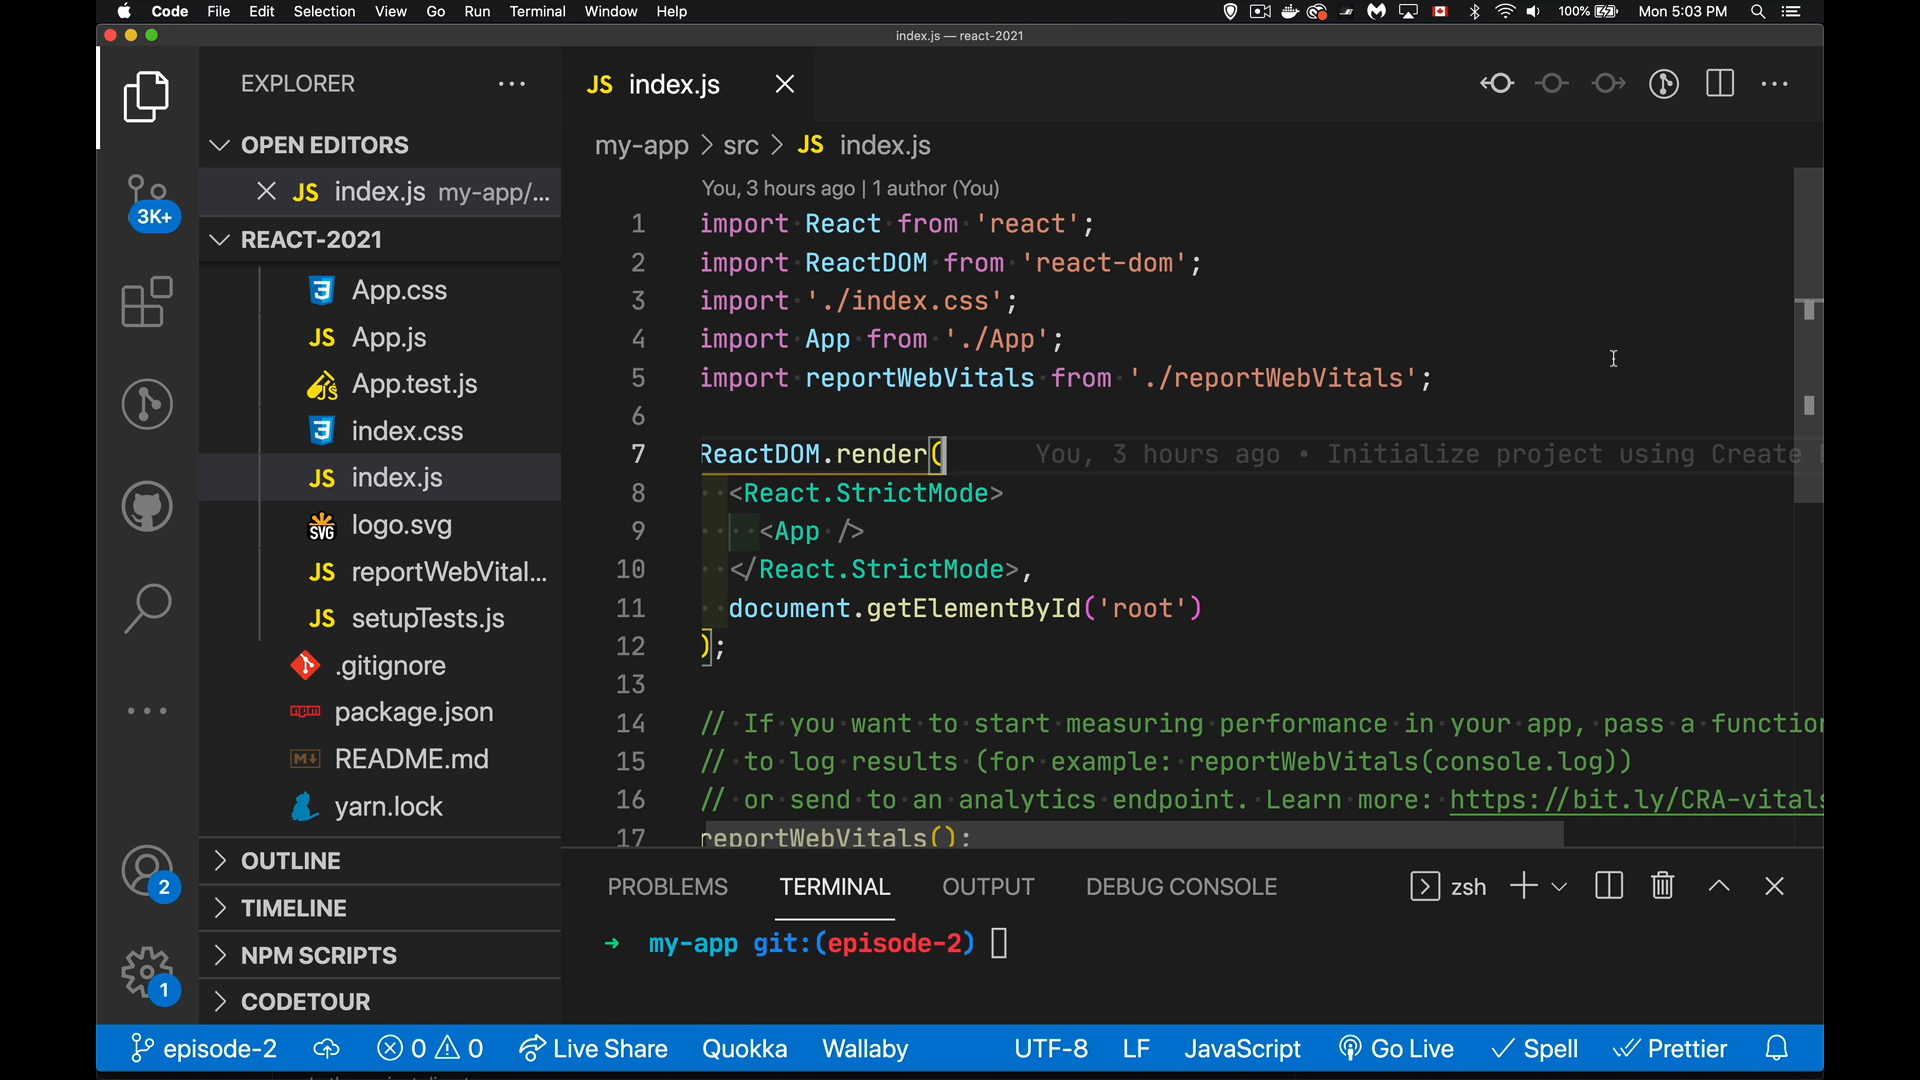 Code File Edit Selection View Go Run Terminal Window Help 100% Mon 5:03 PM
index.js — react-2021
EXPLORER
OPEN EDITORS
JS index.js my-app/...
REACT-2021
App.css
JS App.js
App.test.js
index.css
JS index.js
SVG logo.svg
JS reportWebVital...
JS setupTests.js
.gitignore
npm package.json
README.md
yarn.lock
OUTLINE
TIMELINE
NPM SCRIPTS
CODETOUR
3K+
2
1
JS index.js
my-app > src > JS index.js
You, 3 hours ago | 1 author (You)
1 import React from 'react';
2 import ReactDOM from 'react-dom';
3 import './index.css';
4 import App from './App';
5 import reportWebVitals from './reportWebVitals';
6
7 ReactDOM.render( You, 3 hours ago • Initialize project using Create
8 <React.StrictMode>
9 <App />
10 </React.StrictMode>,
11 document.getElementById('root')
12 );
13
14 // If you want to start measuring performance in your app, pass a function
15 // to log results (for example: reportWebVitals(console.log))
16 // or send to an analytics endpoint. Learn more: https://bit.ly/CRA-vitals
17 reportWebVitals();
PROBLEMS TERMINAL OUTPUT DEBUG CONSOLE zsh
→ my-app git:(episode-2)
episode-2 0 0 Live Share Quokka Wallaby UTF-8 LF JavaScript Go Live Spell Prettier